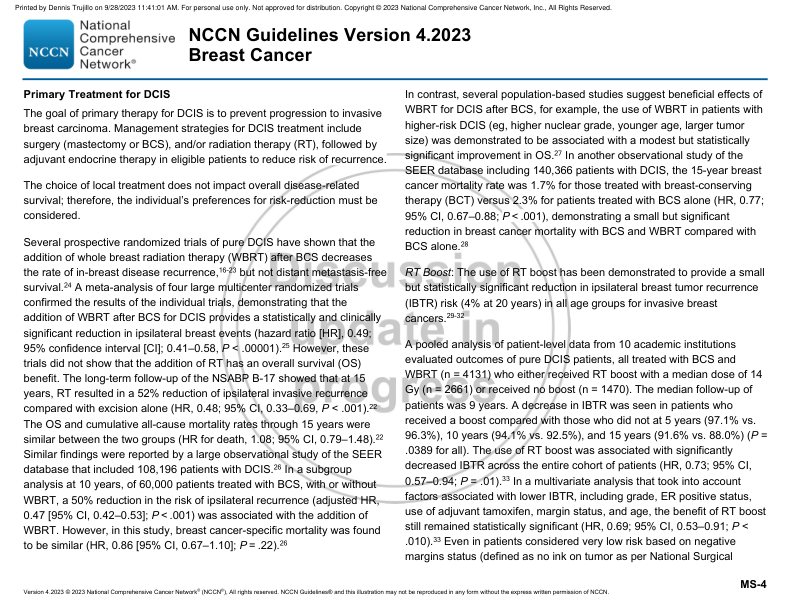 Printed by Dennis Trujillo on 9/28/2023 11:41:01 AM. For personal use only. Not approved for distribution. Copyright © 2023 National Comprehensive Cancer Network, Inc., All Rights Reserved.
NCCN
National
Comprehensive
Cancer
Network®
NCCN Guidelines Version 4.2023
Breast Cancer
Primary Treatment for DCIS
The goal of primary therapy for DCIS is to prevent progression to invasive
breast carcinoma. Management strategies for DCIS treatment include
surgery (mastectomy or BCS), and/or radiation therapy (RT), followed by
adjuvant endocrine therapy in eligible patients to reduce risk of recurrence.
The choice of local treatment does not impact overall disease-related
survival; therefore, the individual's preferences for risk-reduction must be
considered.
Several prospective randomized trials of pure DCIS have shown that the
addition of whole breast radiation (WBRT) after BCS decreases
the rate of in-breast disease recurrence,16-23 but not distant metastasis-free
survival.24 A meta-analysis of four large multicenter randomized trials
confirmed the results of the individual trials, demonstrating that the
addition of WBRT after BCS for DCIS provides a statistically and clinically
significant reduction in ipsilateral breast events (hazard ratio [HR], 0.49;
95% confidence interval [CI]; 0.41–0.58, P < .00001).25 However, these
trials did not show that the addition of RT has an overall survival (OS)
benefit. The long-term follow-up of the NSABP B-17 showed that at 15
years, RT resulted in a 52% reduction of ipsilateral invasive recurrence
compared with excision alone (HR, 0.48; 95% CI, 0.33–0.69, P < .001).22
The OS and cumulative all-cause mortality rates through 15 years were
similar between the two groups (HR for death, 1.08; 95% CI, 0.79–1.48).22
Similar findings were reported by a large observational study of the SEER
database that included 108,196 patients with DCIS.26 In a subgroup
analysis at 10 years, of 60,000 patients treated with BCS, with or without
WBRT, a 50% reduction in the risk of ipsilateral recurrence (adjusted HR,
0.47 [95% CI, 0.42–0.53]; P < .001) was associated with the addition of
WBRT. However, in this study, breast cancer-specific mortality was found
to be similar (HR, 0.86 [95% CI, 0.67–1.10]; P = .22).26
In contrast, several population-based studies suggest beneficial effects of
WBRT for DCIS after BCS, for example, the use of WBRT in patients with
higher-risk DCIS (eg, higher nuclear grade, younger age, larger tumor
size) was demonstrated to be associated with a modest but statistically
significant improvement in OS.27 In another observational study of the
SEER database including 140,366 patients with DCIS, the 15-year breast
cancer mortality rate was 1.7% for those treated with breast-conserving
therapy (BCT) versus 2.3% for patients treated with BCS alone (HR, 0.77;
95% CI, 0.67–0.88; P < .001), demonstrating a small but significant
reduction in breast cancer mortality with BCS and WBRT compared with
BCS alone.28
RT Boost: The use of RT boost has been demonstrated to provide a small
but statistically significant reduction in ipsilateral breast tumor recurrence
(IBTR) risk (4% at 20 years) in all age groups for invasive breast
cancers.29-32
A pooled analysis of patient-level data from 10 academic institutions
evaluated outcomes of pure DCIS patients, all treated with BCS and
WBRT (n = 4131) who either received RT boost with a median dose of 14
Gy (n = 2661) or received no boost (n = 1470). The median follow-up of
patients was 9 years. A decrease in IBTR was seen in patients who
received a boost compared with those who did not at 5 years (97.1% vs.
96.3%), 10 years (94.1% vs. 92.5%), and 15 years (91.6% vs. 88.0%) (P =
.0389 for all). The use of RT boost was associated with significantly
decreased IBTR across the entire cohort of patients (HR, 0.73; 95% CI,
0.57–0.94; P = .01).33 In a multivariate analysis that took into account
factors associated with lower IBTR, including grade, ER positive status,
use of adjuvant tamoxifen, margin status, and age, the benefit of RT boost
still remained statistically significant (HR, 0.69; 95% CI, 0.53–0.91; P <
.010).33 Even in patients considered very low risk based on negative
margins status (defined as no ink on tumor as per National Surgical
Discussion
update in
progress
MS-4
Version 4.2023 © 2023 National Comprehensive Cancer Network® (NCCN®), All rights reserved. NCCN Guidelines® and this illustration may not be reproduced in any form without the express written permission of NCCN.